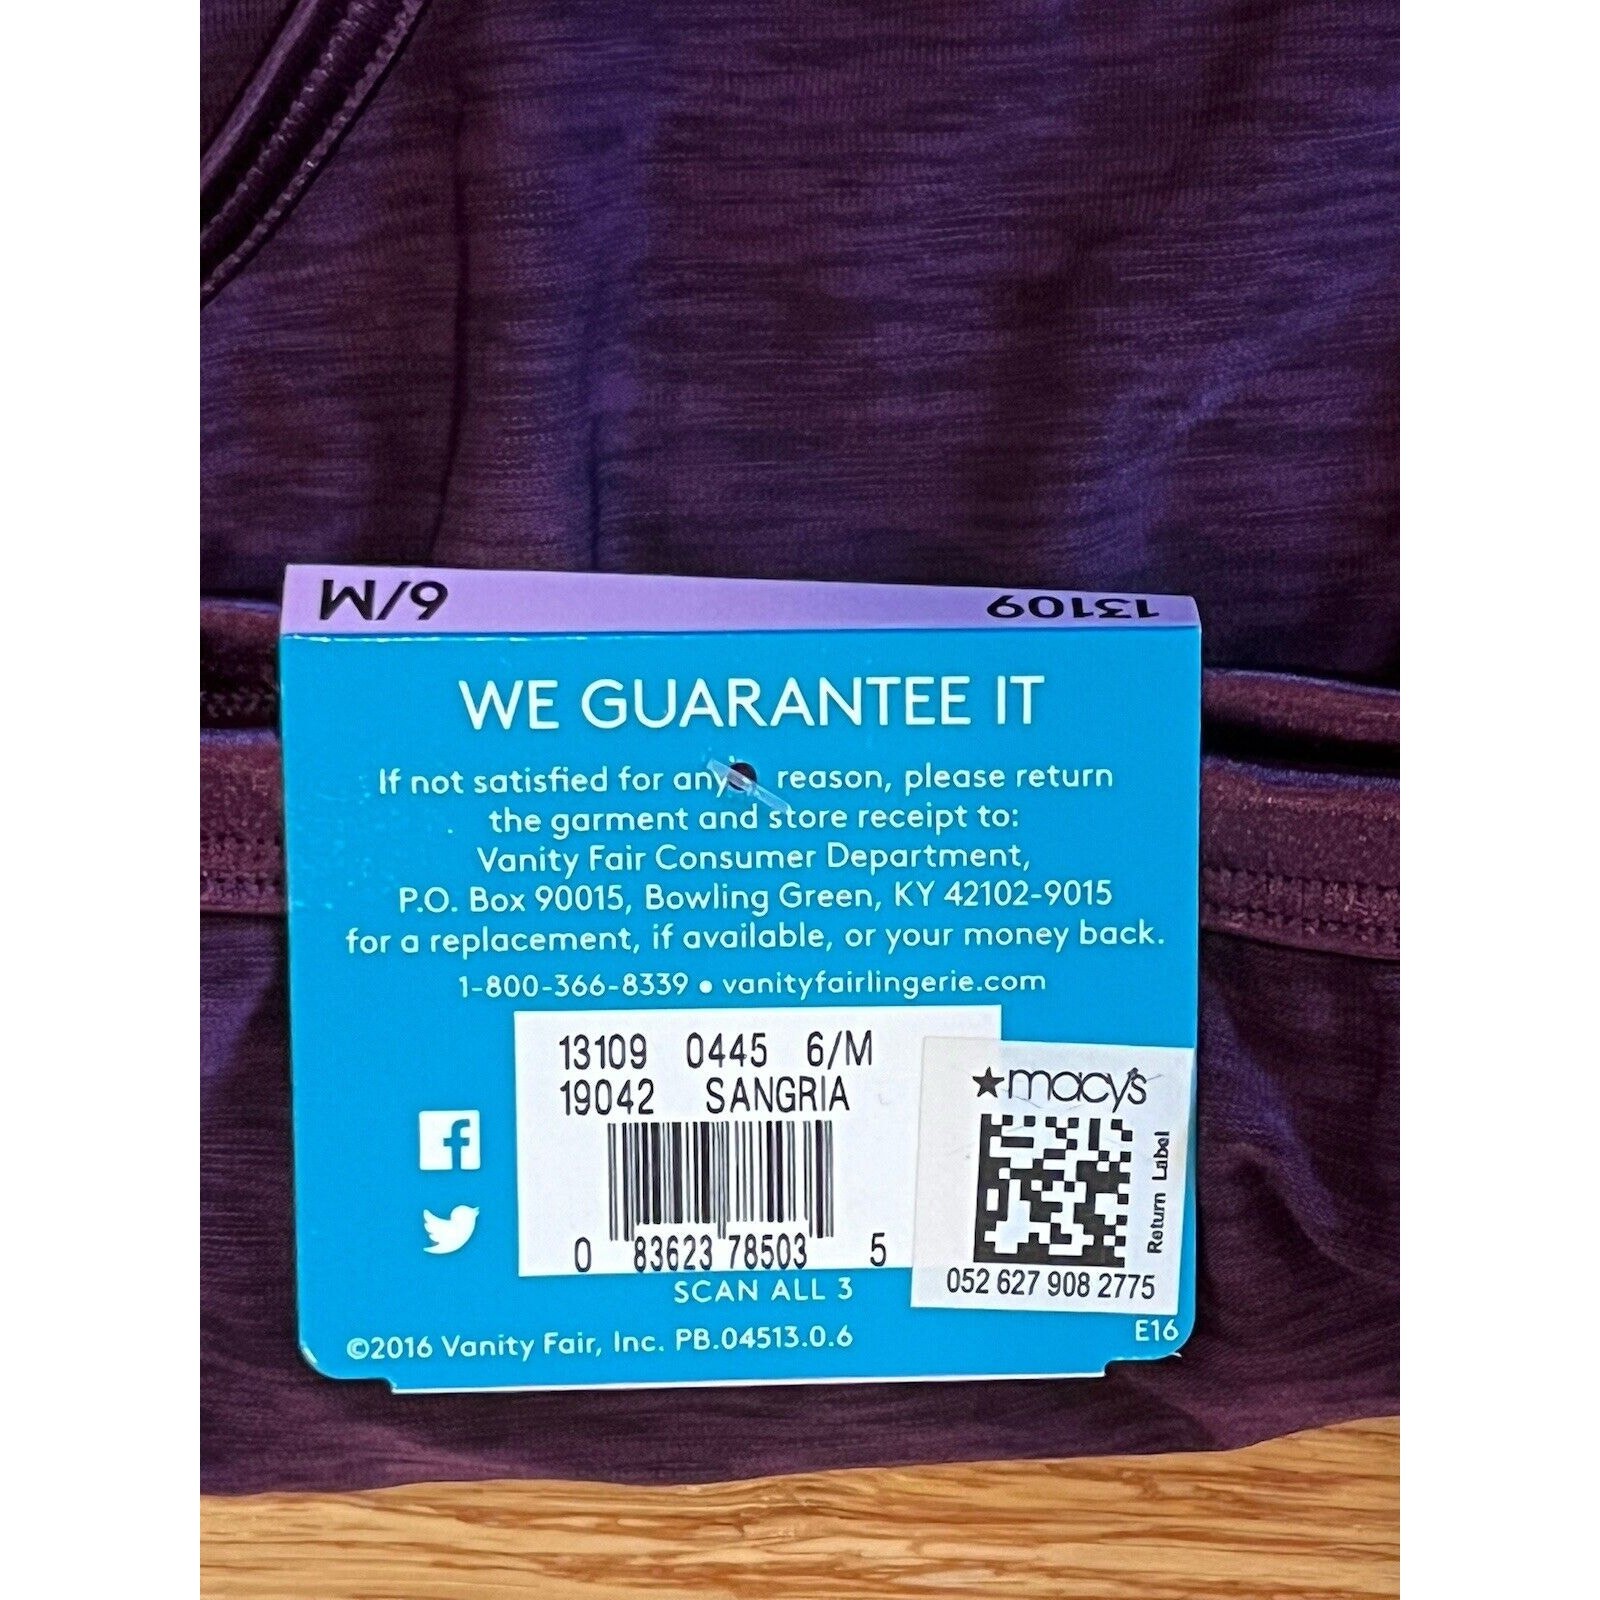 6/M 13109
WE GUARANTEE IT
If not satisfied for any reason, please return
the garment and store receipt to:
Vanity Fair Consumer Department,
P.O. Box 90015, Bowling Green, KY 42102-9015
for a replacement, if available, or your money back.
1-800-366-8339 • vanityfairlingerie.com
13109 0445 6/M
19042 SANGRIA
0 83623 78503 5
SCAN ALL 3
★macy's
Return Label
052 627 908 2775
©2016 Vanity Fair, Inc. PB.04513.0.6
E16